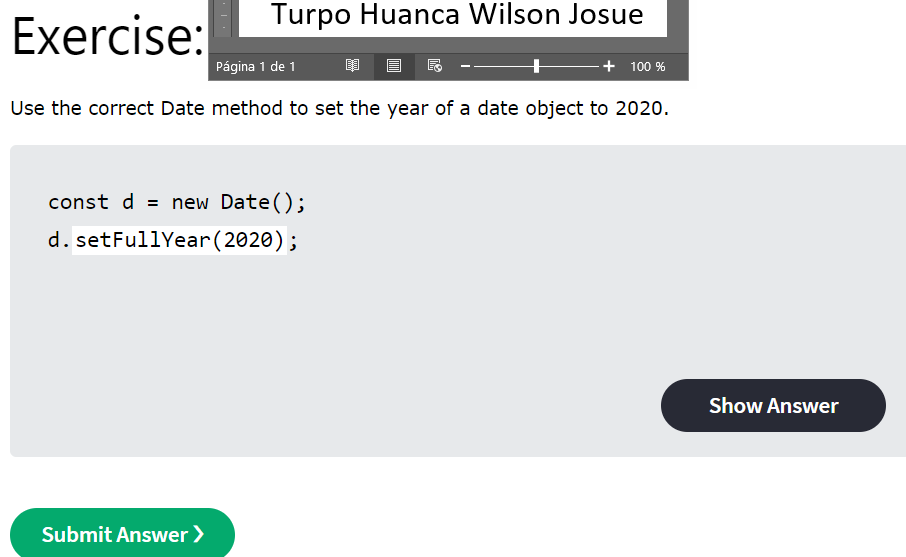 Turpo Huanca Wilson Josue
Exercise:
Página 1 de 1
100 %
Use the correct Date method to set the year of a date object to 2020.
const d = new Date();
d.setFullYear(2020);
Show Answer
Submit Answer ❯